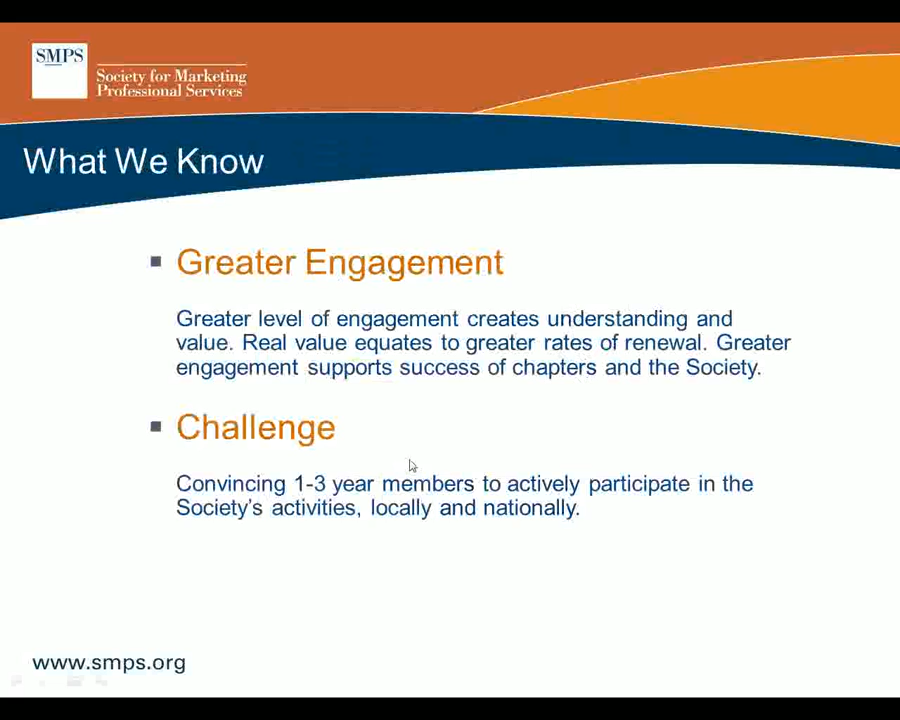 SMPS
Society for Marketing
Professional Services
What We Know
Greater Engagement
Greater level of engagement creates understanding and
value. Real value equates to greater rates of renewal. Greater
engagement supports success of chapters and the Society.
Challenge
Convincing 1-3 year members to actively participate in the
Society's activities, locally and nationally.
www.smps.org